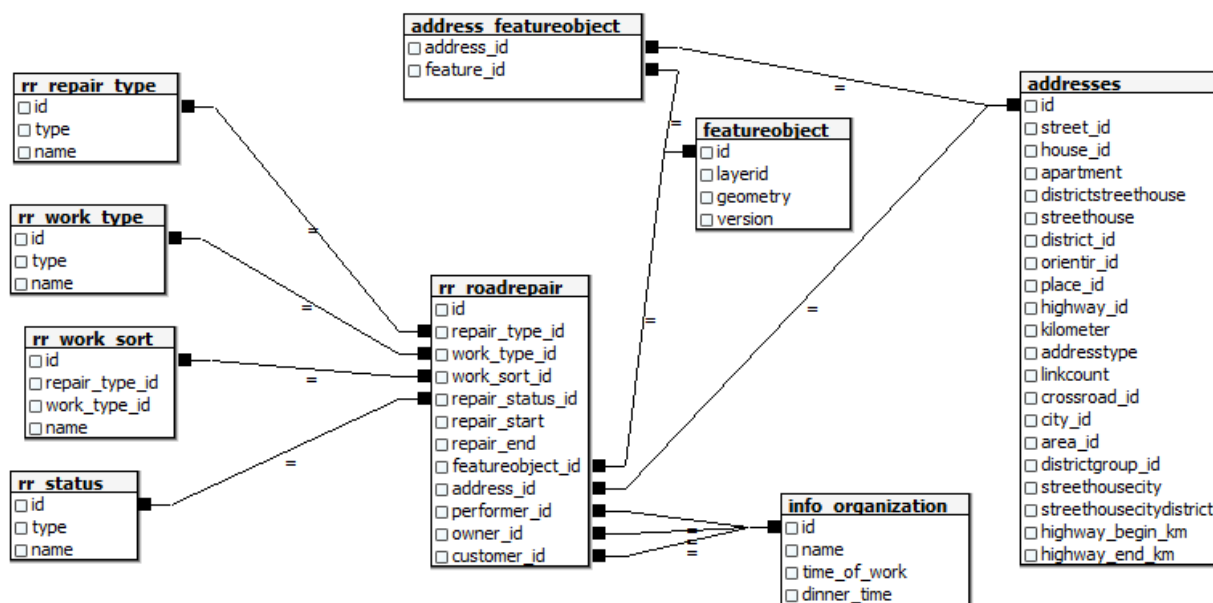 address_featureobject
address_id
feature_id
rr_repair_type
id
type
name
addresses
id
street_id
house_id
apartment
districtstreethouse
streethouse
district_id
orientir_id
place_id
highway_id
kilometer
addresstype
linkcount
crossroad_id
city_id
area_id
districtgroup_id
streethousecity
streethousecitydistrict
highway_begin_km
highway_end_km
featureobject
id
layerid
geometry
version
rr_work_type
id
type
name
rr_roadrepair
id
repair_type_id
work_type_id
work_sort_id
repair_status_id
repair_start
repair_end
featureobject_id
address_id
performer_id
owner_id
customer_id
rr_work_sort
id
repair_type_id
work_type_id
name
rr_status
id
type
name
info_organization
id
name
time_of_work
dinner_time
=
=
=
=
=
=
=
=
=
=
=